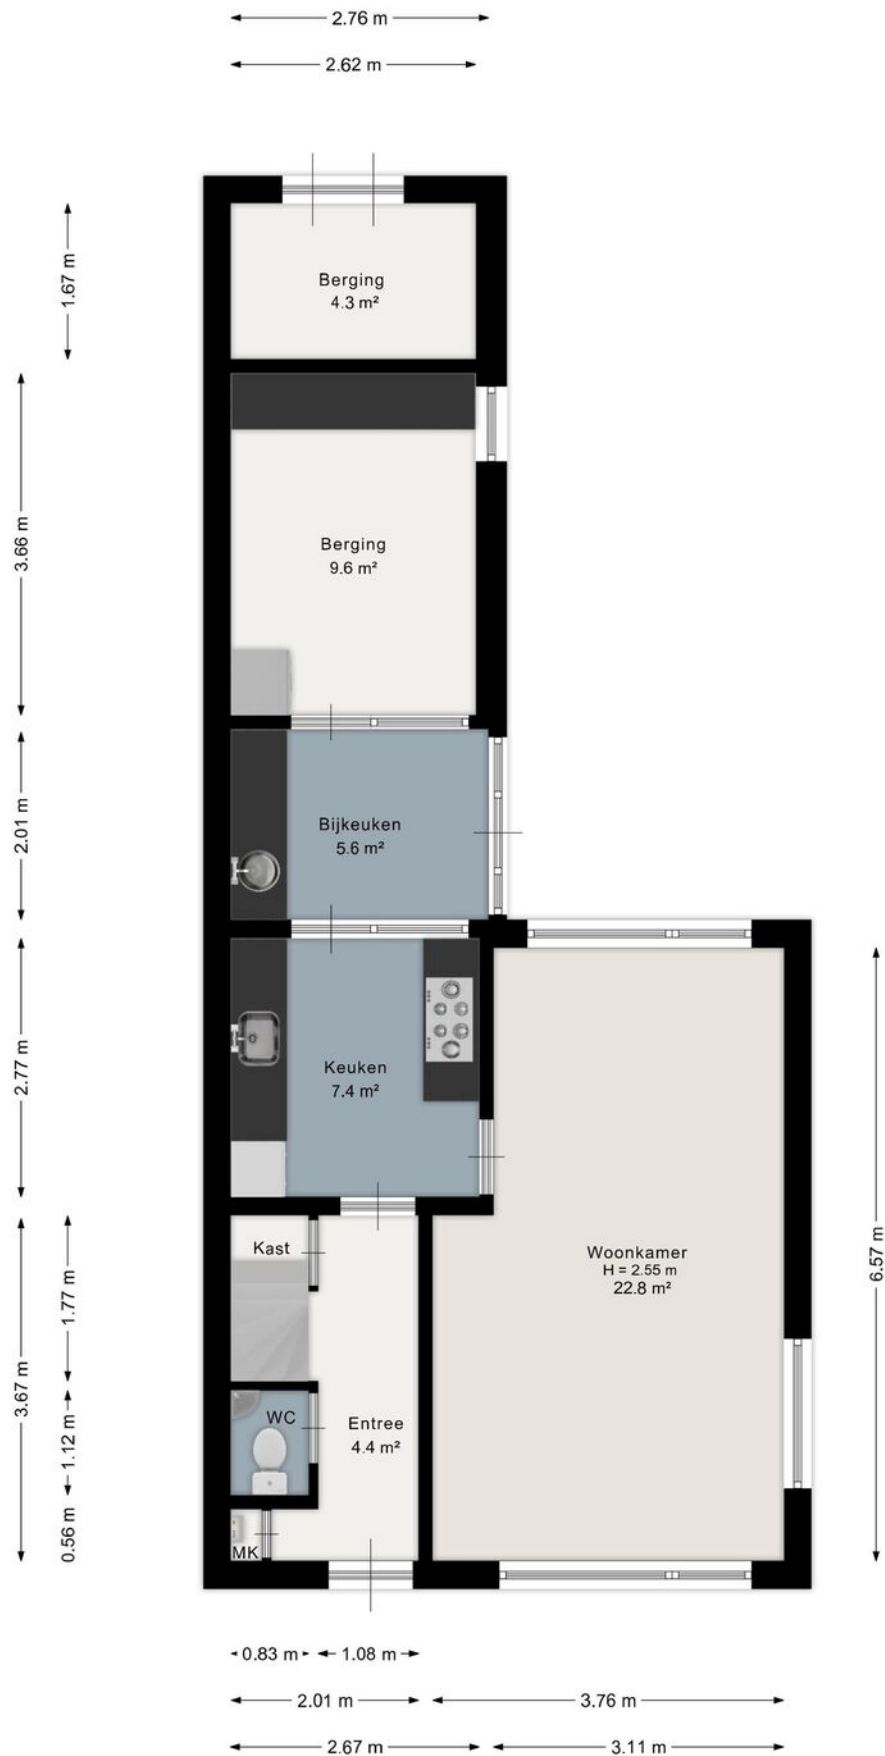 2.76 m
2.62 m
1.67 m
Berging
4.3 m²
3.66 m
Berging
9.6 m²
2.01 m
Bijkeuken
5.6 m²
2.77 m
Keuken
7.4 m²
6.57 m
Woonkamer
H = 2.55 m
22.8 m²
Kast
1.77 m
3.67 m
WC
1.12 m
Entree
4.4 m²
0.56 m
MK
0.83 m
1.08 m
2.01 m
3.76 m
2.67 m
3.11 m